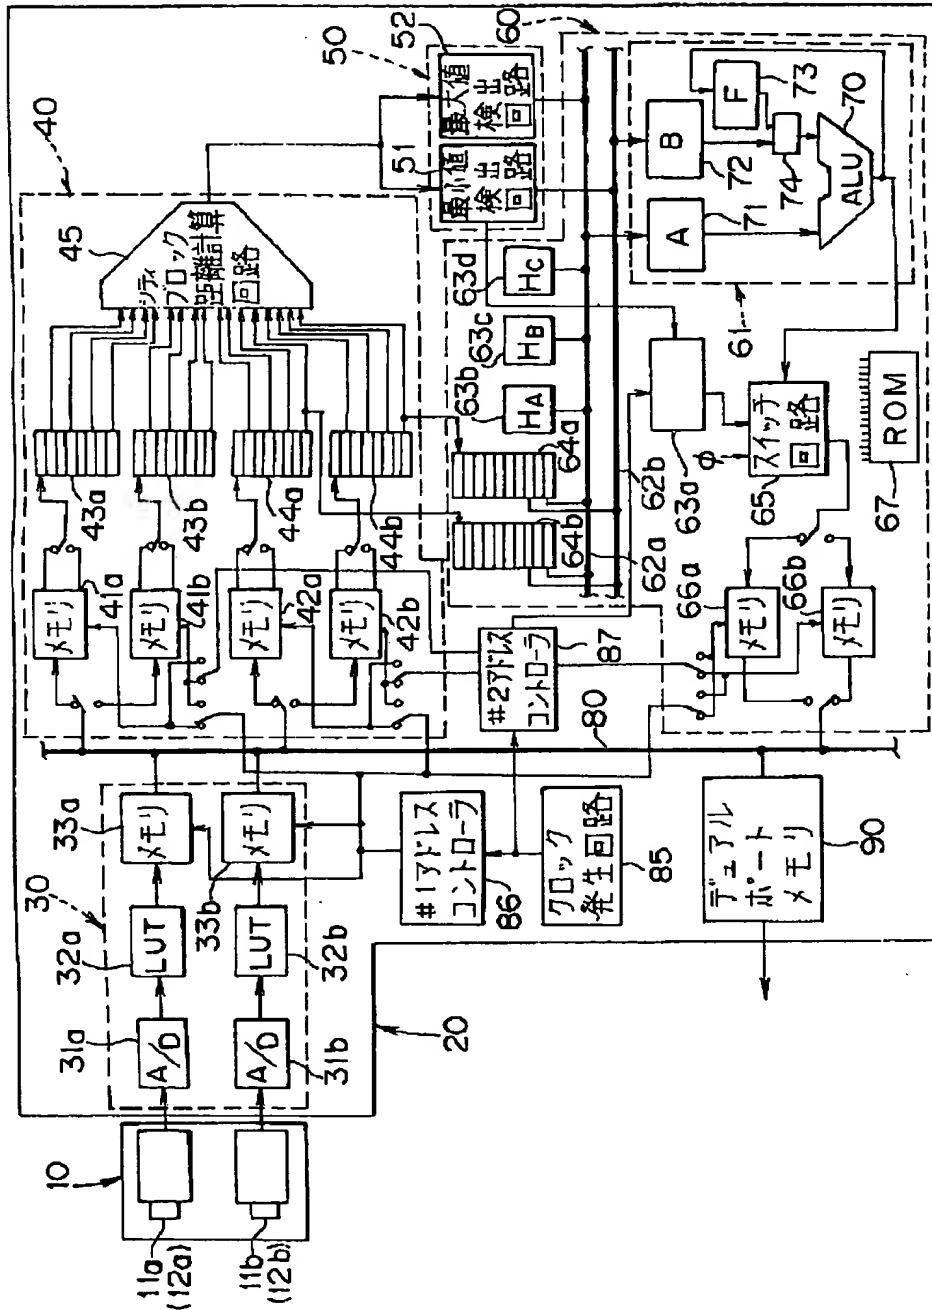 10
11a
(12a)
11b
(12b)
20
30
31a
A/D
31b
A/D
32a
LUT
32b
LUT
33a
メモリ
33b
メモリ
#1アドレス
コントローラ
86
クロック
発生回路
85
デュアル
ポート
メモリ
90
80
40
メモリ
41a
メモリ
41b
メモリ
42a
メモリ
42b
43a
43b
44a
44b
45
シティ
ブロック
距離計算
回路
#2アドレス
コントローラ
87
50
51
最小値
検出
回路
52
最大値
検出
回路
60
HA
63b
HB
63c
HC
63d
64a
64b
62a
62b
63a
φ
スイッチ
回路
65
メモリ
66a
メモリ
66b
ROM
67
61
A
71
B
72
F
73
74
ALU
70